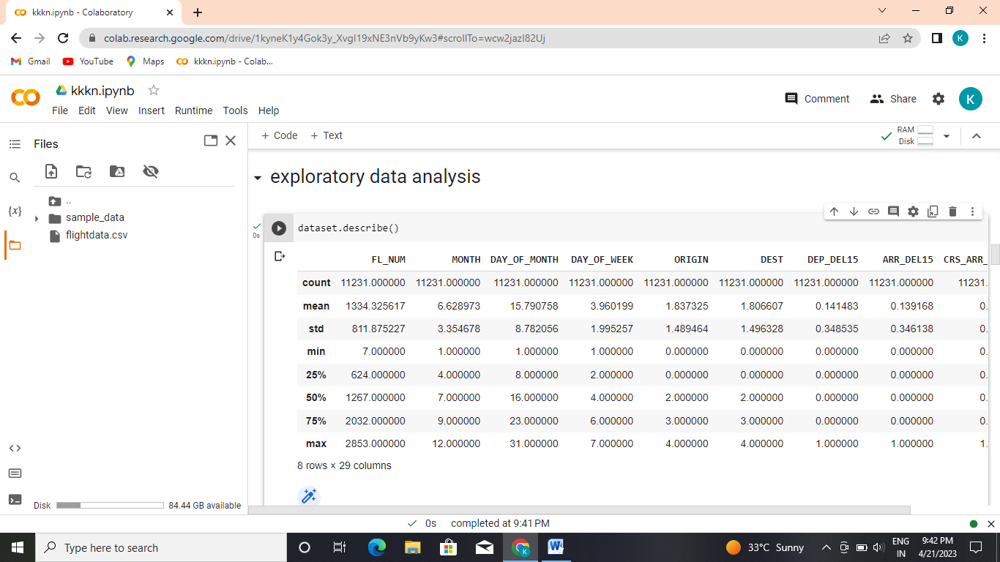 kkkn.ipynb - Colaboratory
colab.research.google.com/drive/1kyneK1y4Gok3y_XvgI19xNE3nVb9yKw3#scrollTo=wcw2jazI82Uj
K
Gmail YouTube Maps kkkn.ipynb - Colab...
kkkn.ipynb
File Edit View Insert Runtime Tools Help
Comment Share K
Files
+ Code + Text
RAM
Disk
..
sample_data
flightdata.csv
{x}
exploratory data analysis
0s
dataset.describe()
FL_NUM MONTH DAY_OF_MONTH DAY_OF_WEEK ORIGIN DEST DEP_DEL15 ARR_DEL15 CRS_ARR_
count 11231.000000 11231.000000 11231.000000 11231.000000 11231.000000 11231.000000 11231.000000 11231.000000 11231.
mean 1334.325617 6.628973 15.790758 3.960199 1.837325 1.806607 0.141483 0.139168 0.
std 811.875227 3.354678 8.782056 1.995257 1.489464 1.496328 0.348535 0.346138 0.
min 7.000000 1.000000 1.000000 1.000000 0.000000 0.000000 0.000000 0.000000 0.
25% 624.000000 4.000000 8.000000 2.000000 0.000000 0.000000 0.000000 0.000000 0.
50% 1267.000000 7.000000 16.000000 4.000000 2.000000 2.000000 0.000000 0.000000 0.
75% 2032.000000 9.000000 23.000000 6.000000 3.000000 3.000000 0.000000 0.000000 0.
max 2853.000000 12.000000 31.000000 7.000000 4.000000 4.000000 1.000000 1.000000 1.
8 rows × 29 columns
Disk 84.44 GB available
0s completed at 9:41 PM
Type here to search
K
W
33°C Sunny
ENG
IN
9:42 PM
4/21/2023